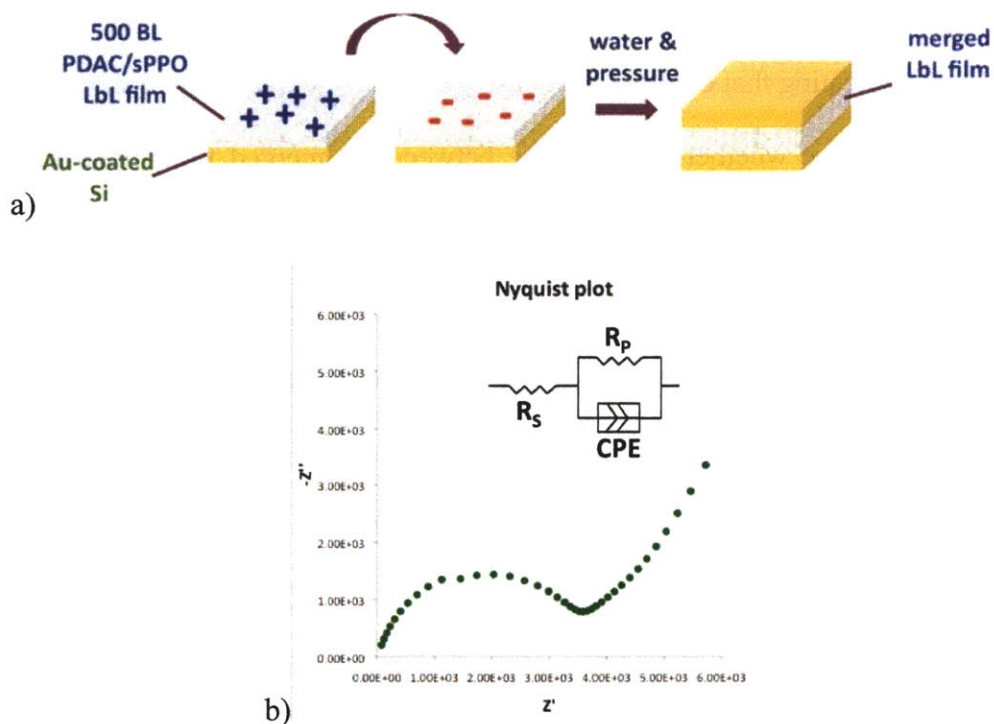 500 BL
PDAC/sPPO
LbL film
Au-coated
Si
water &
pressure
merged
LbL film
a)
Nyquist plot
6.00E+03
5.00E+03
4.00E+03
3.00E+03
2.00E+03
1.00E+03
0.00E+00
-Z''
RP
RS
CPE
0.00E+00 1.00E+03 2.00E+03 3.00E+03 4.00E+03 5.00E+03 6.00E+03
Z'
b)